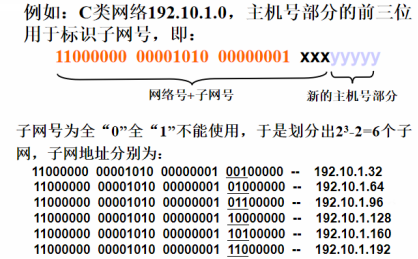 例如：C类网络192.10.1.0，主机号部分的前三位
用于标识子网号，即：
11000000 00001010 00000001 xxxyyyyy
网络号+子网号 新的主机号部分
子网号为全“0”全“1”不能使用，于是划分出2³-2=6个子
网，子网地址分别为：
11000000 00001010 00000001 00100000 -- 192.10.1.32
11000000 00001010 00000001 01000000 -- 192.10.1.64
11000000 00001010 00000001 01100000 -- 192.10.1.96
11000000 00001010 00000001 10000000 -- 192.10.1.128
11000000 00001010 00000001 10100000 -- 192.10.1.160
11000000 00001010 00000001 11000000 -- 192.10.1.192